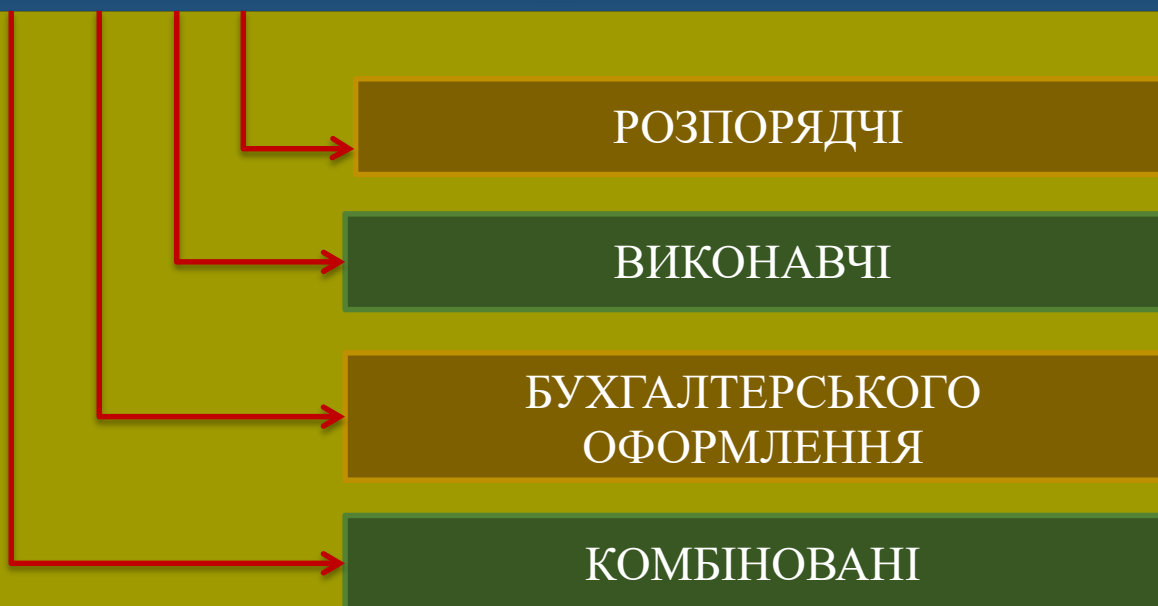 РОЗПОРЯДЧІ
ВИКОНАВЧІ
БУХГАЛТЕРСЬКОГО
ОФОРМЛЕННЯ
КОМБІНОВАНІ